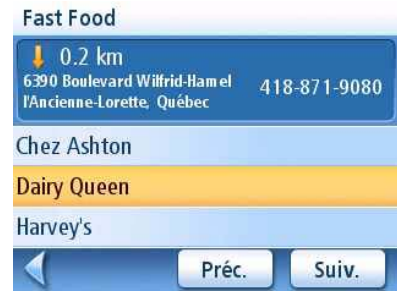 Fast Food
0.2 km
6390 Boulevard Wilfrid-Hamel
l'Ancienne-Lorette, Québec
418-871-9080
Chez Ashton
Dairy Queen
Harvey's
Préc.
Suiv.